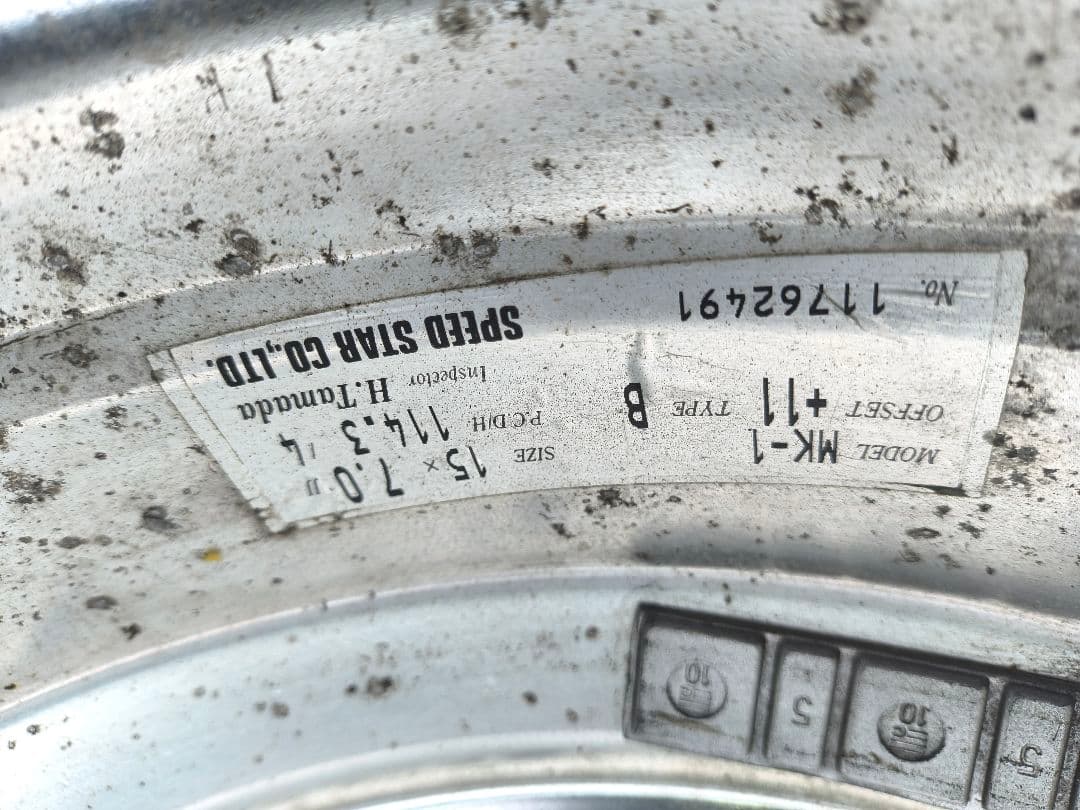 MODEL MK-1 SIZE 15 × 7.0 "
OFFSET +11 TYPE B P.C.D/H 114.3 / 4
Inspector H.Tamada
No. 11762491 SPEED STAR CO.,LTD.
10
5
10
5